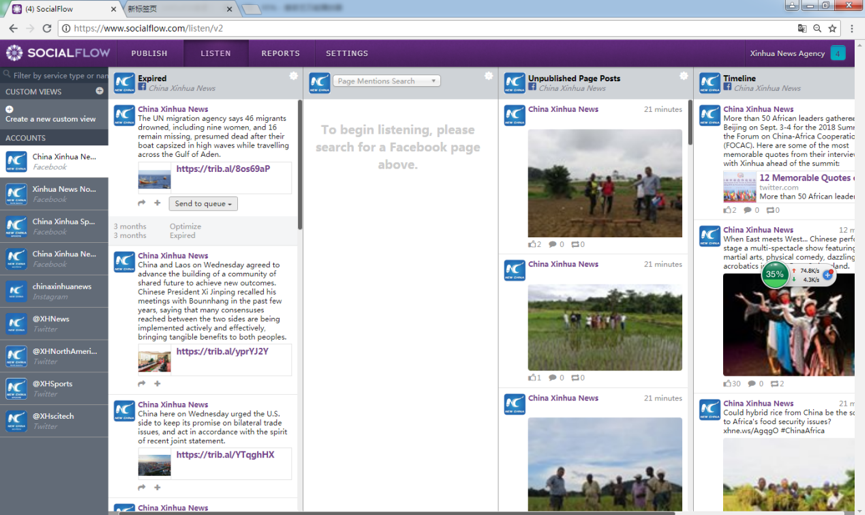 (4) SocialFlow
新标签页
https://www.socialflow.com/listen/v2
SOCIALFLOW
PUBLISH
LISTEN
REPORTS
SETTINGS
Xinhua News Agency
4
Filter by service type or nan
CUSTOM VIEWS
Create a new custom view
ACCOUNTS
China Xinhua Ne...
Facebook
Xinhua News No...
Facebook
China Xinhua Sp...
Facebook
China Xinhua Ne...
Facebook
chinaxinhuanews
Instagram
@XHNews
Twitter
@XHNorthAmeri...
Twitter
@XHSports
Twitter
@XHscitech
Twitter
Expired
China Xinhua News
China Xinhua News
The UN migration agency says 46 migrants
drowned, including nine women, and 16
remain missing, presumed dead after their
boat capsized in high waves while travelling
across the Gulf of Aden.
https://trib.al/8os69aP
Send to queue
3 months Optimize
3 months Expired
China Xinhua News
China and Laos on Wednesday agreed to
advance the building of a community of
shared future to achieve new outcomes.
Chinese President Xi Jinping recalled his
meetings with Bounnhang in the past few
years, saying that many consensuses
reached between the two sides are being
implemented actively and effectively,
bringing tangible benefits to both peoples.
https://trib.al/yprYJ2Y
China Xinhua News
China here on Wednesday urged the U.S.
side to keep its promise on bilateral trade
issues, and act in accordance with the spirit
of recent joint statement.
https://trib.al/YTqghHX
China Xinhua News
Page Mentions Search
To begin listening, please
search for a Facebook page
above.
Unpublished Page Posts
China Xinhua News
China Xinhua News 21 minutes
2 0 0
China Xinhua News 21 minutes
1 0 0
China Xinhua News 21 minutes
Timeline
China Xinhua News
China Xinhua News
More than 50 African leaders gathere
Beijing on Sept. 3-4 for the 2018 Summ
the Forum on China-Africa Cooperatio
(FOCAC). Here are some of the most
memorable quotes from their interview
with Xinhua ahead of the summit
12 Memorable Quotes
twitter.com
More than 50 African leader
2 0 0
China Xinhua News 12 m
When East meets West... Chinese perf
stage a multi-spectacle show featuring
martial arts, physical comedy, dazzling
acrobatics
35%
74.8K/s
4.3K/s
30 0 2
China Xinhua News 21 m
Could hybrid rice from China be the so
to Africa's food security issues?
xhne.ws/AgqgO #ChinaAfrica